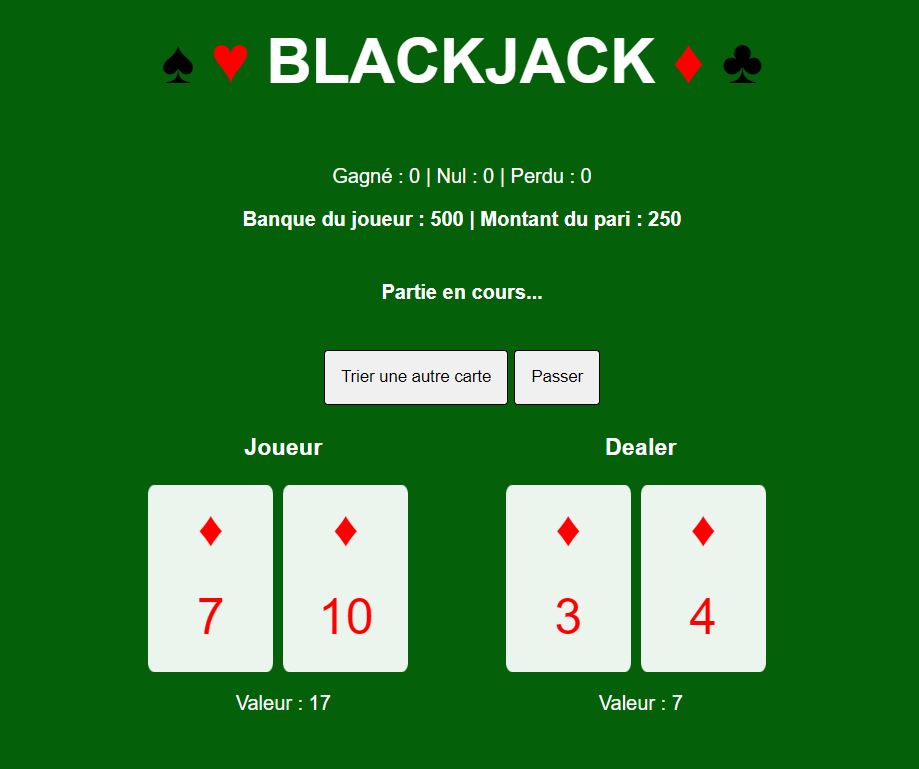 ♠ ♥ BLACKJACK ♦ ♣
Gagné : 0 | Nul : 0 | Perdu : 0
Banque du joueur : 500 | Montant du pari : 250
Partie en cours...
Trier une autre carte Passer
Joueur Dealer
♦ ♦ ♦ ♦
7 10 3 4
Valeur : 17 Valeur : 7